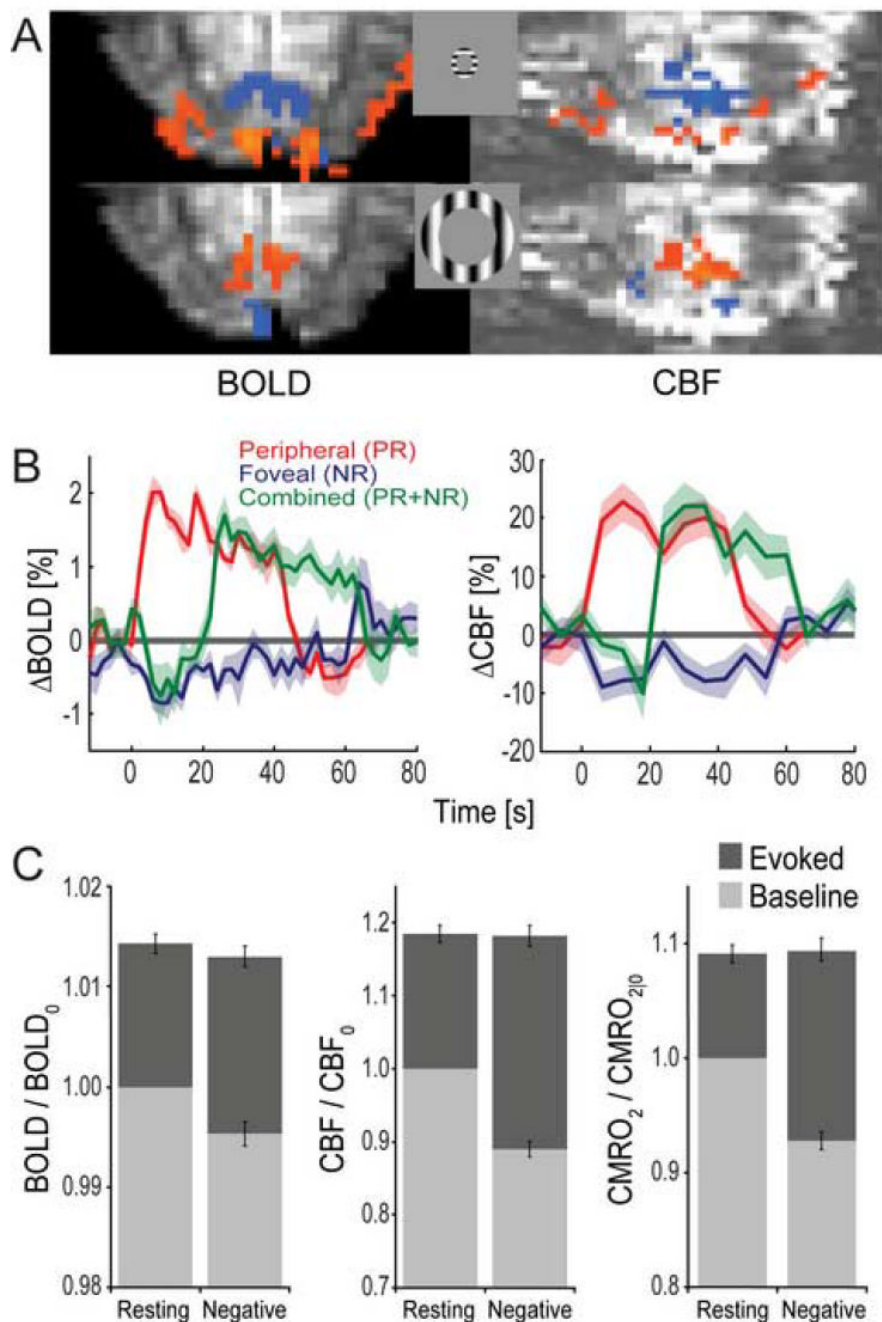 A
BOLD
CBF
B
Peripheral (PR)
Foveal (NR)
Combined (PR+NR)
ΔBOLD [%]
2
1
0
-1
0
20
40
60
80
ΔCBF [%]
30
20
10
0
-10
-20
0
20
40
60
80
Time [s]
C
Evoked
Baseline
BOLD / BOLD₀
1.02
1.01
1.00
0.99
0.98
Resting
Negative
CBF / CBF₀
1.2
1.1
1.0
0.9
0.8
0.7
Resting
Negative
CMRO₂ / CMRO₂|₀
1.1
1.0
0.9
0.8
Resting
Negative